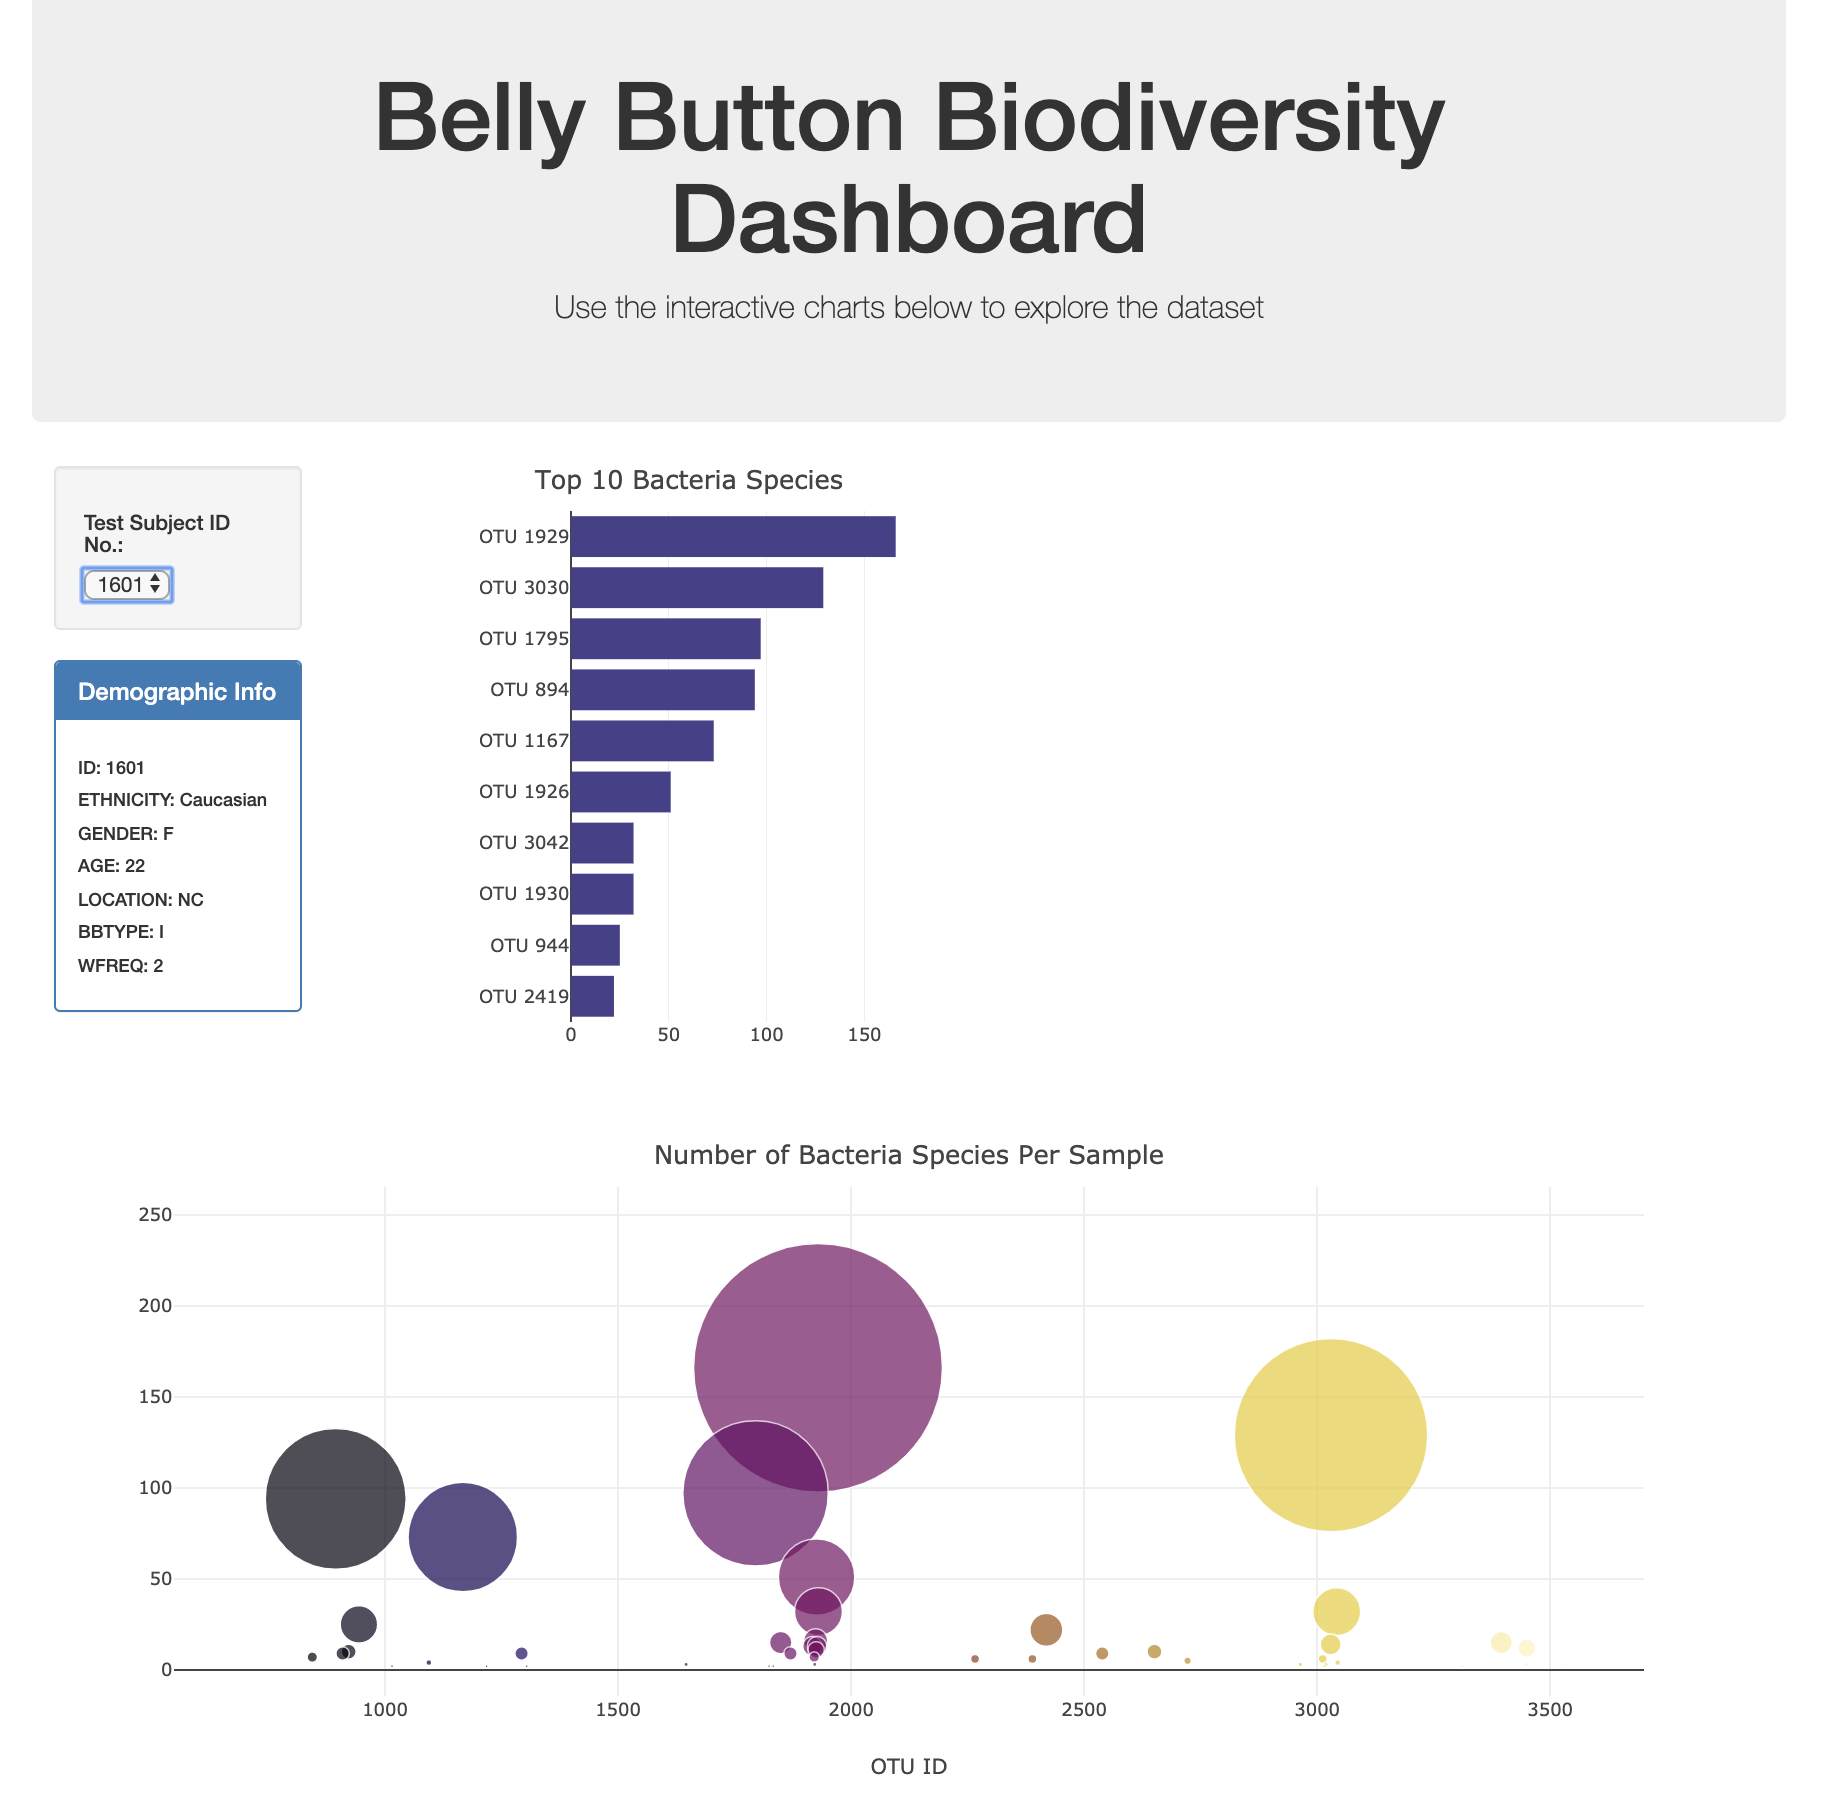 Belly Button Biodiversity
Dashboard
Use the interactive charts below to explore the dataset
Test Subject ID
No.:
1601
Demographic Info
ID: 1601
ETHNICITY: Caucasian
GENDER: F
AGE: 22
LOCATION: NC
BBTYPE: I
WFREQ: 2
Top 10 Bacteria Species
OTU 1929
OTU 3030
OTU 1795
OTU 894
OTU 1167
OTU 1926
OTU 3042
OTU 1930
OTU 944
OTU 2419
0 50 100 150
Number of Bacteria Species Per Sample
250
200
150
100
50
0
1000 1500 2000 2500 3000 3500
OTU ID